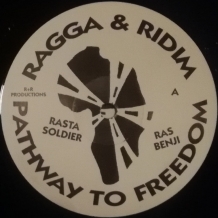 RAGGA & RIDIM
R&B
PRODUCTIONS
A
RASTA
SOLDIER
RAS
BENJI
PATHWAY TO FREEDOM